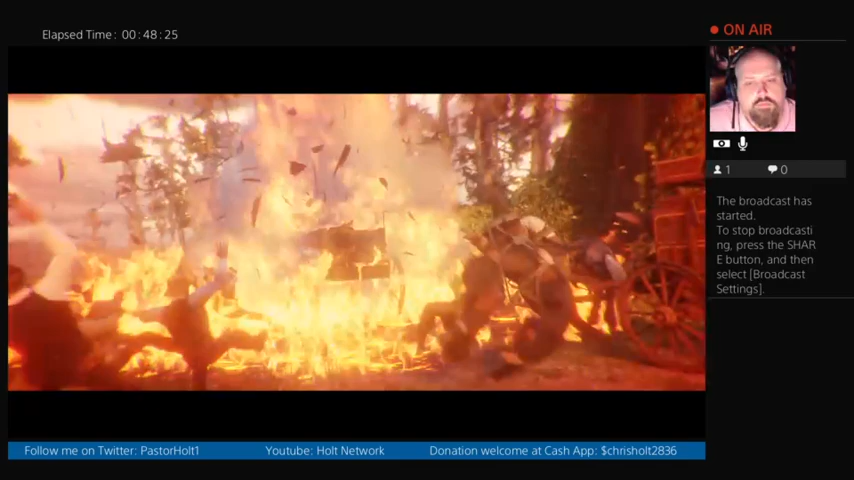 Elapsed Time: 00:48:25
ON AIR
1 0
The broadcast has
started.
To stop broadcasti
ng, press the SHAR
E button, and then
select [Broadcast
Settings].
Follow me on Twitter: PastorHolt1 Youtube: Holt Network Donation welcome at Cash App: $chrisholt2836